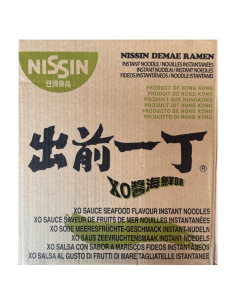 NISSIN
日清食品
NISSIN DEMAE RAMEN
INSTANT NOODLE / NOUILLES INSTANTANÉES
INSTANT NUDELN / INSTANT NOEDELS
FIDEOS INSTANTÁNEOS / NOODLE ISTANTANEI
PRODUCT OF HONG KONG
PRODUIT DE HONG KONG
PRODUKT AUS HONGKONG
PRODUCT UIT HONG KONG
PRODUCTO DE HONG KONG
PRODOTTO DI HONG KONG
出前一丁®
XO醬海鮮味
XO SAUCE SEAFOOD FLAVOUR INSTANT NOODLES
XO SAUCE SAVEUR DE FRUITS DE MER NOUILLES INSTANTANÉES
XO SOßE MEERESFRÜCHTE-GESCHMACK INSTANT-NUDELN
XO SAUS ZEEVRUCHTENSMAAK INSTANT NOEDELS
XO SALSA CON SABOR A MARISCOS FIDEOS INSTANTÁNEOS
XO SALSA AL GUSTO DI FRUTTI DI MARE TAGLIATELLE ISTANTANEE